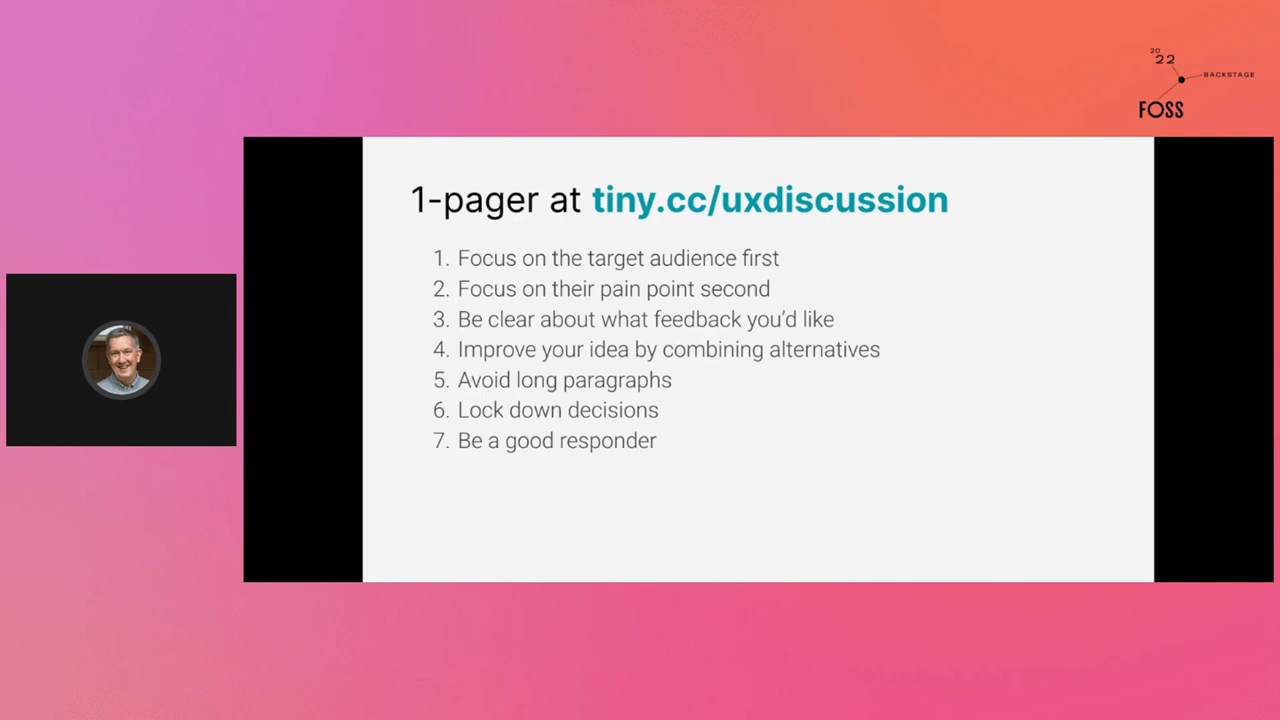 20
22
BACKSTAGE
FOSS
1-pager at tiny.cc/uxdiscussion
1. Focus on the target audience first
2. Focus on their pain point second
3. Be clear about what feedback you’d like
4. Improve your idea by combining alternatives
5. Avoid long paragraphs
6. Lock down decisions
7. Be a good responder